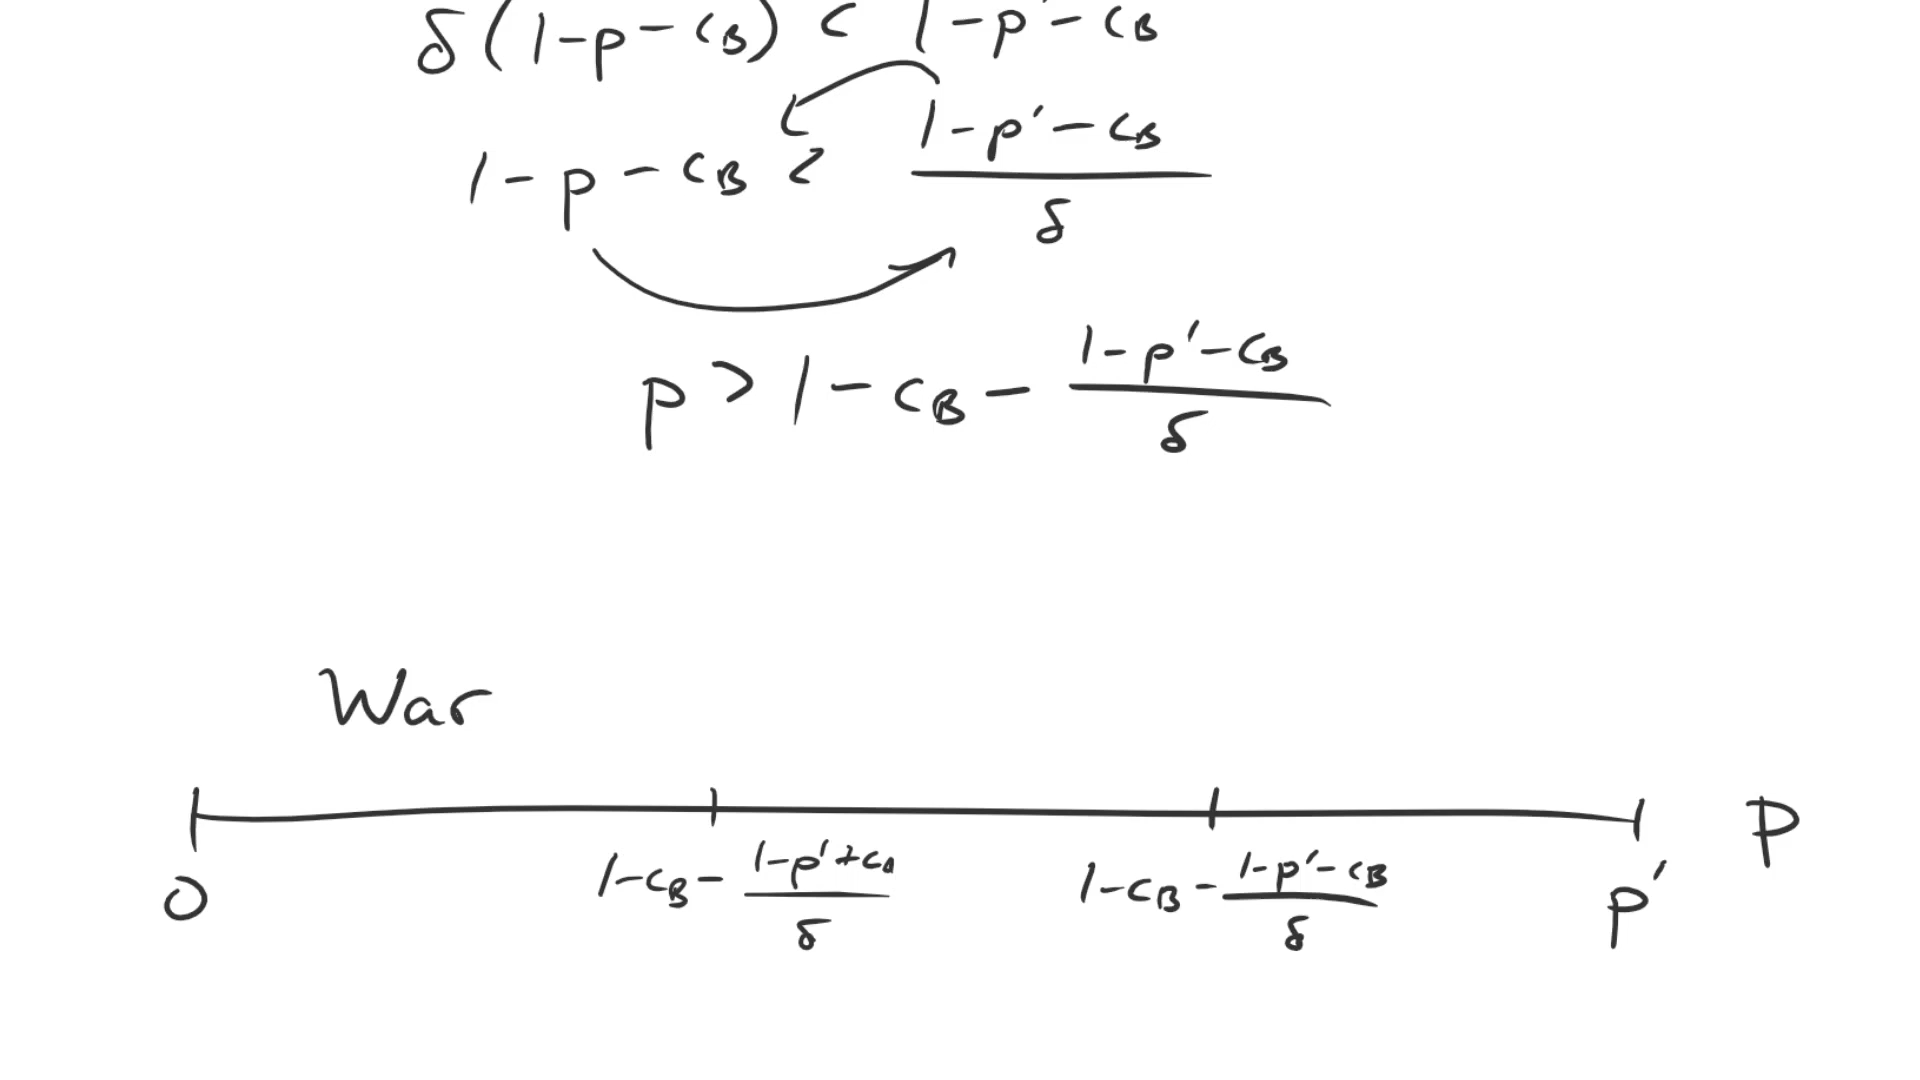 δ(1-p-c_B) < 1-p'-c_B
1-p-c_B < (1-p'-c_B)/δ
p > 1-c_B - (1-p'-c_B)/δ
War
0
1-c_B - (1-p'+c_A)/δ
1-c_B - (1-p'-c_B)/δ
p'
P